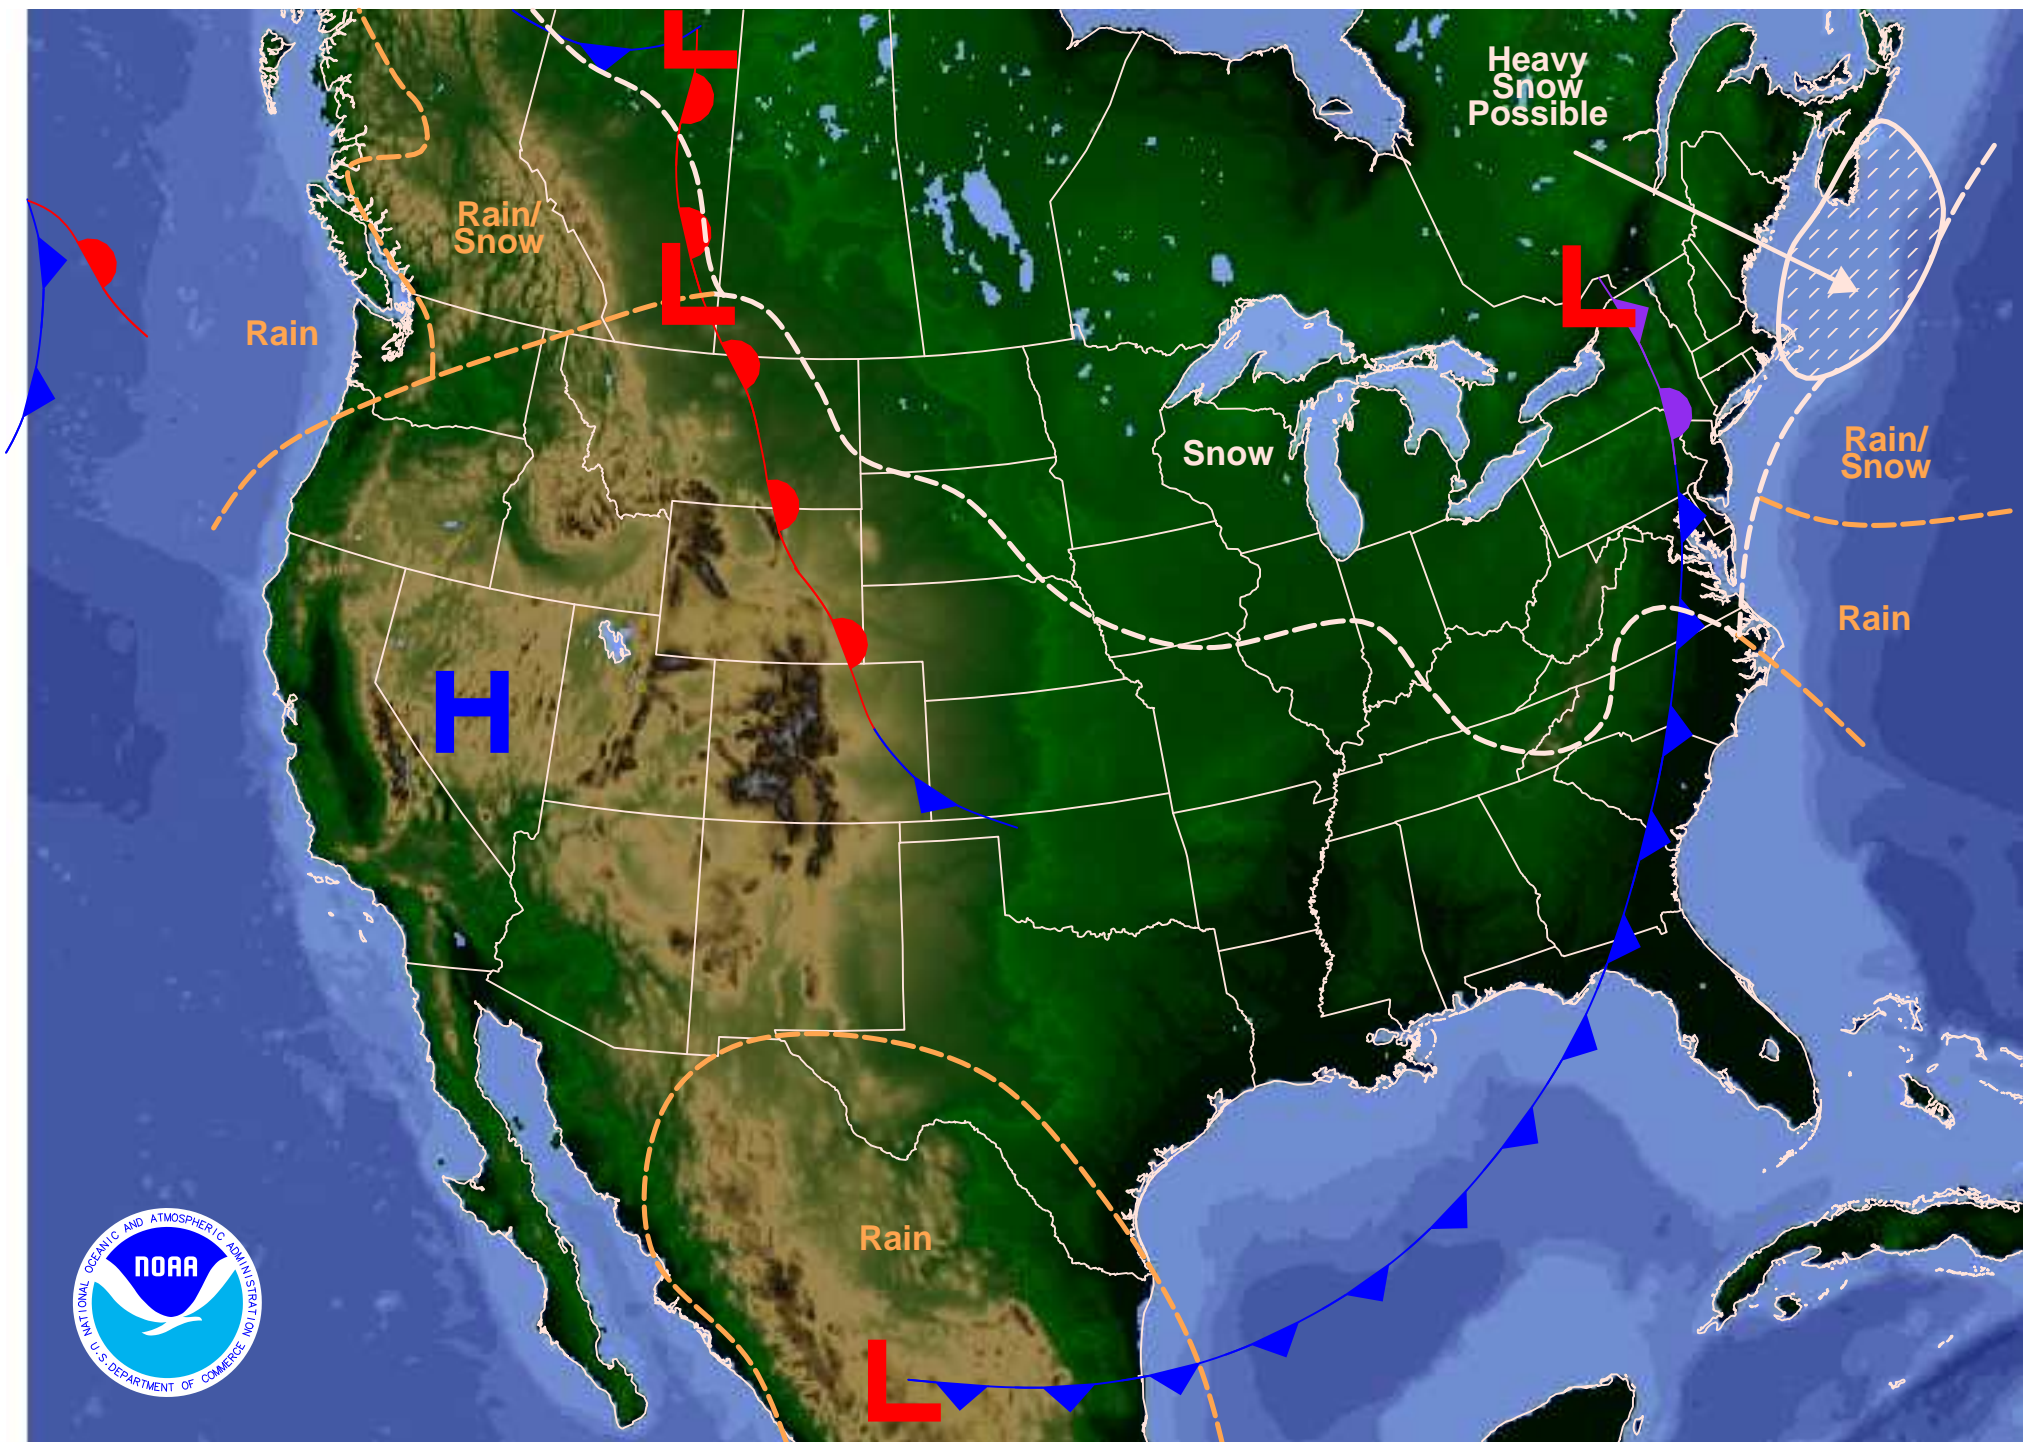 L
Heavy
Snow
Possible
Rain/
Snow
L
L
Rain
Snow
Rain/
Snow
Rain
H
Rain
L
NATIONAL OCEANIC AND ATMOSPHERIC ADMINISTRATION
NOAA
U.S. DEPARTMENT OF COMMERCE